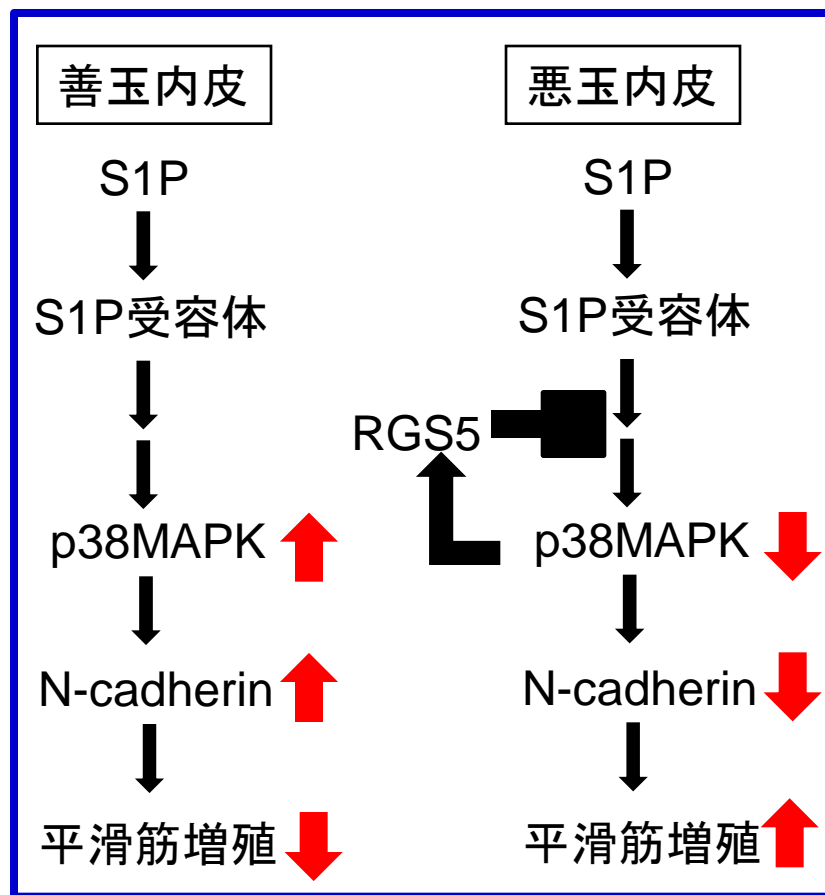 善玉内皮
S1P
S1P受容体
p38MAPK
N-cadherin
平滑筋増殖
悪玉内皮
S1P
S1P受容体
RGS5
p38MAPK
N-cadherin
平滑筋増殖